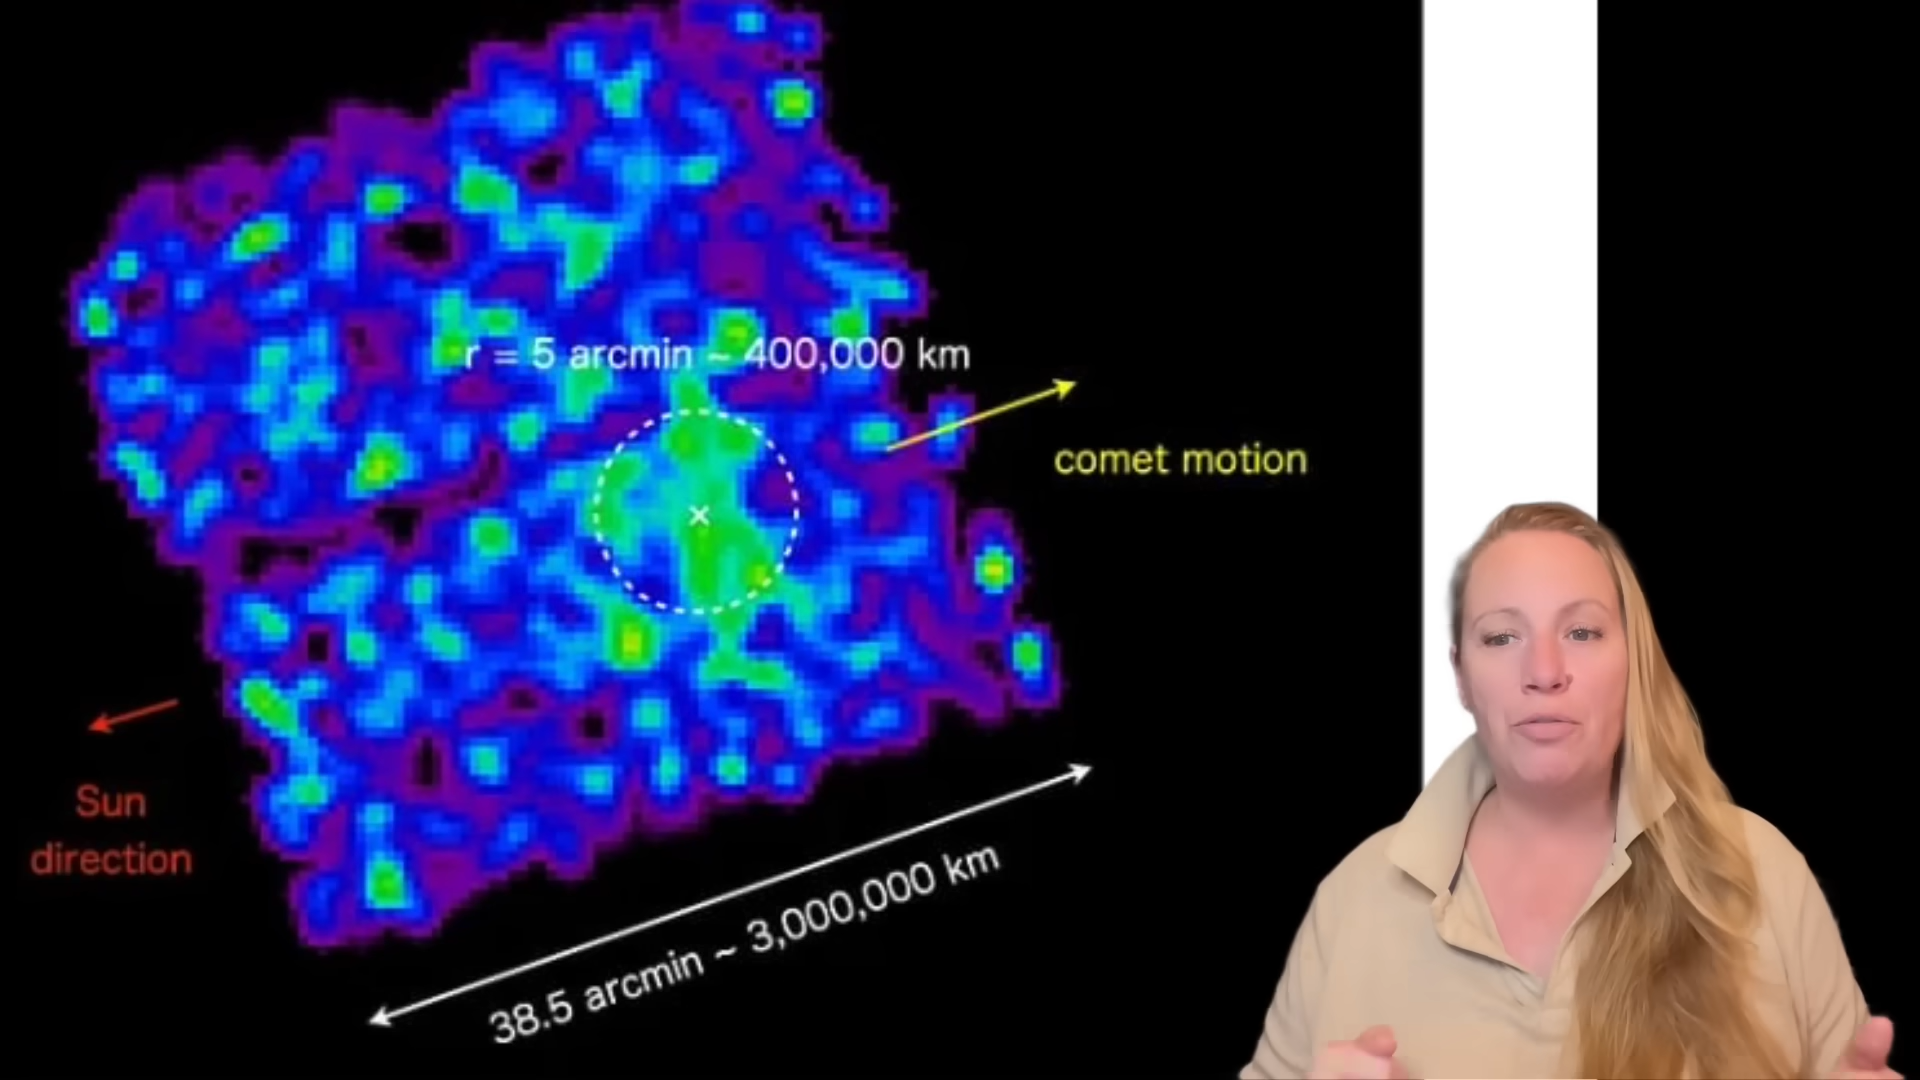 r = 5 arcmin ~ 400,000 km
comet motion
Sun
direction
38.5 arcmin ~ 3,000,000 km